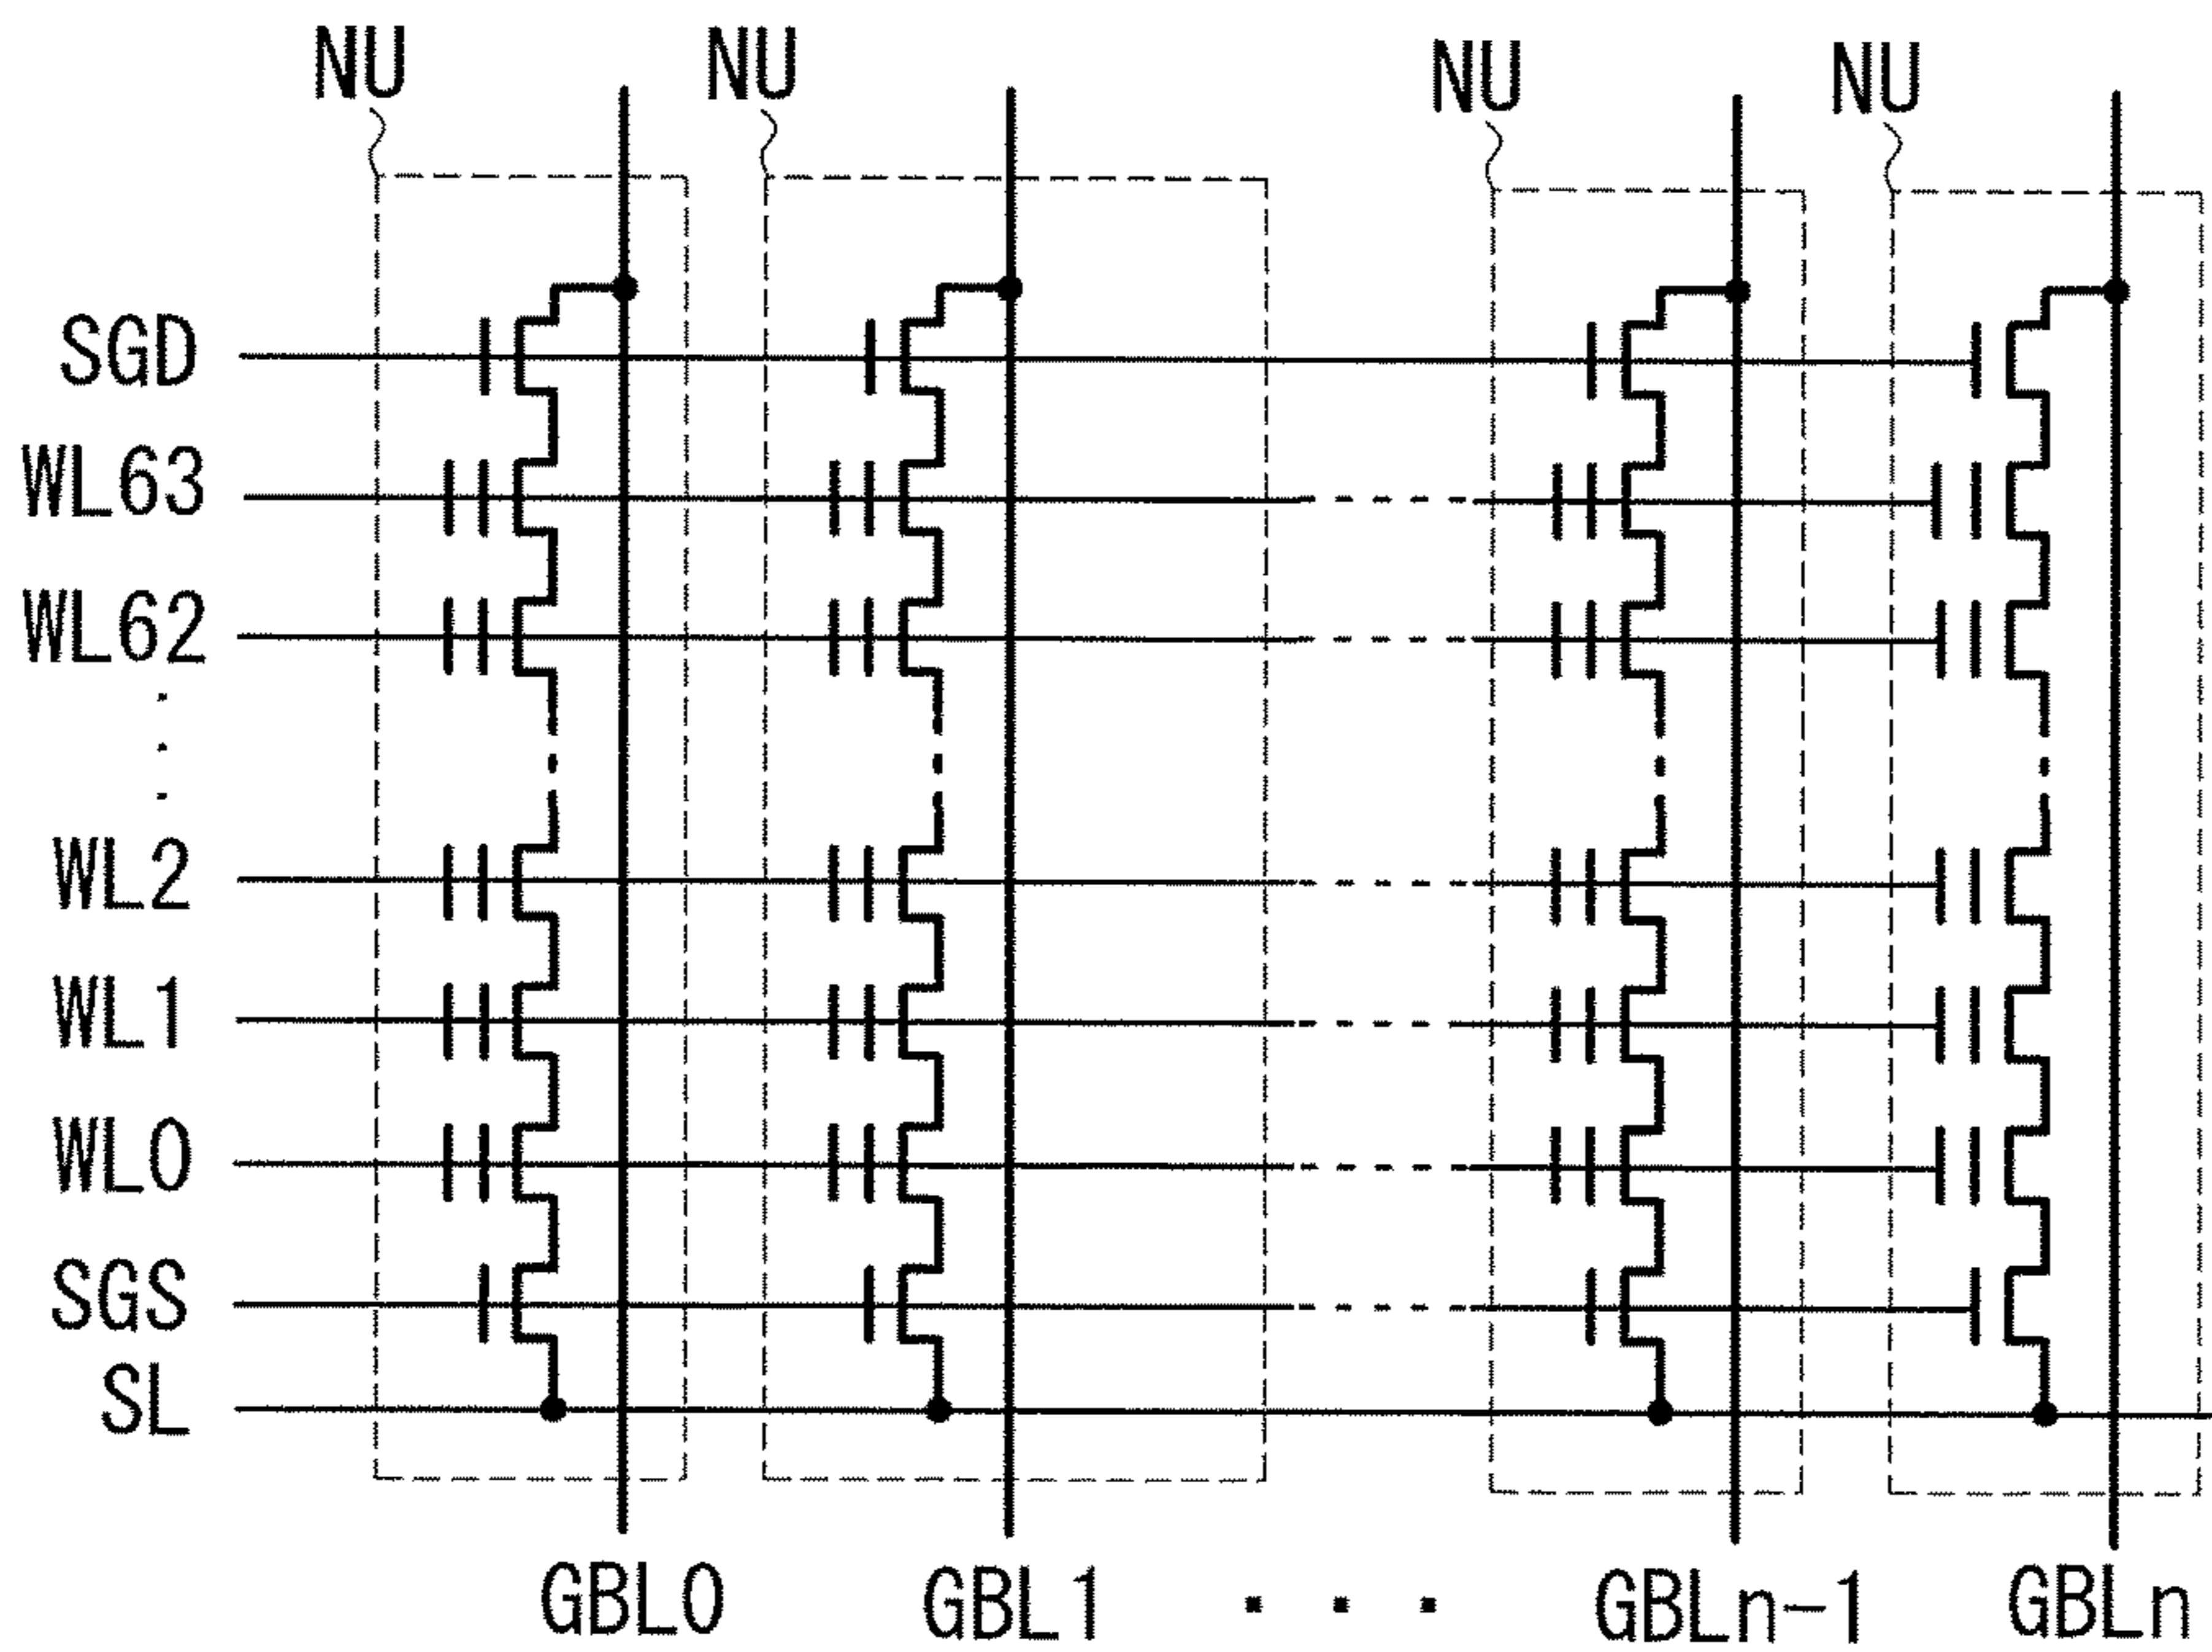 NU NU NU NU
SGD
WL63
WL62
WL2
WL1
WL0
SGS
SL
GBL0 GBL1 ... GBLn-1 GBLn